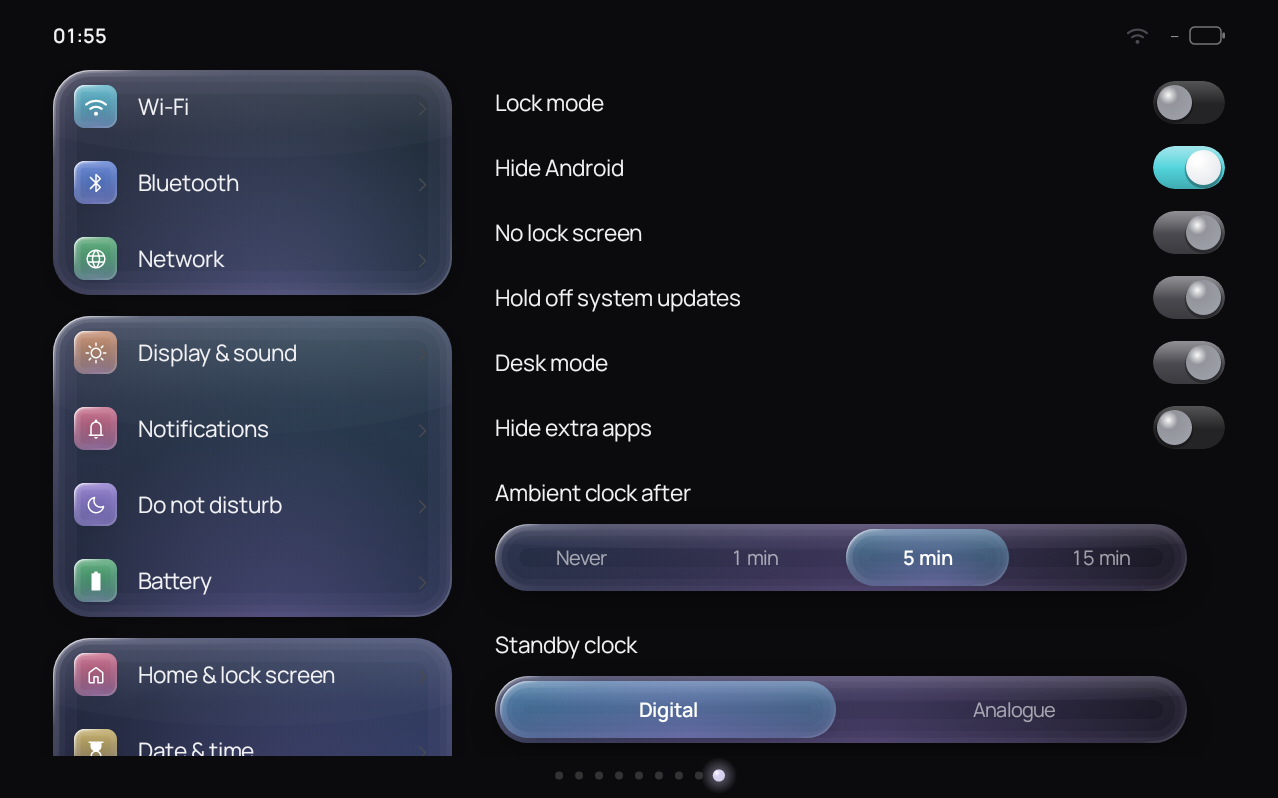 01:55
–
Wi-Fi
Bluetooth
Network
Display & sound
Notifications
Do not disturb
Battery
Home & lock screen
Date & time
Lock mode
Hide Android
No lock screen
Hold off system updates
Desk mode
Hide extra apps
Ambient clock after
Never 1 min 5 min 15 min
Standby clock
Digital Analogue